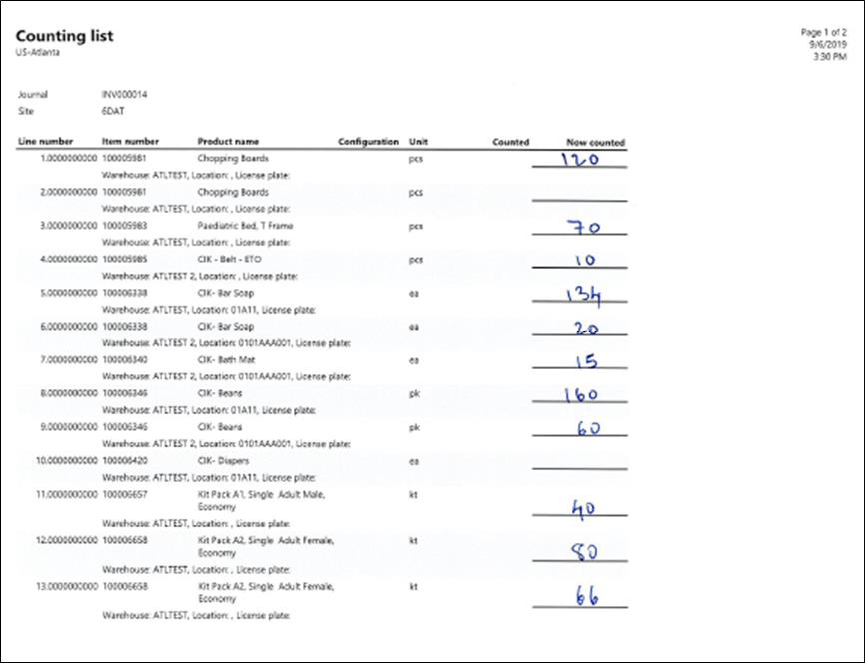 Counting list
US-Atlanta
Page 1 of 2
9/6/2019
3:30 PM
Journal INV000014
Site 6DAT
Line number Item number Product name Configuration Unit Counted Now counted
1.0000000000 100005981 Chopping Boards pcs 120
Warehouse: ATLTEST, Location: , License plate:
2.0000000000 100005981 Chopping Boards pcs
Warehouse: ATLTEST, Location: , License plate:
3.0000000000 100005983 Paediatric Bed, T Frame pcs 70
Warehouse: ATLTEST, Location: , License plate:
4.0000000000 100005985 CIK - Belt - ETO pcs 10
Warehouse: ATLTEST 2, Location: , License plate:
5.0000000000 100006338 CIK- Bar Soap ea 134
Warehouse: ATLTEST, Location: 01A11, License plate:
6.0000000000 100006338 CIK- Bar Soap ea 20
Warehouse: ATLTEST 2, Location: 0101AAA001, License plate:
7.0000000000 100006340 CIK- Bath Mat ea 15
Warehouse: ATLTEST 2, Location: 0101AAA001, License plate:
8.0000000000 100006346 CIK- Beans pk 160
Warehouse: ATLTEST, Location: 01A11, License plate:
9.0000000000 100006346 CIK- Beans pk 60
Warehouse: ATLTEST 2, Location: 0101AAA001, License plate:
10.0000000000 100006420 CIK- Diapers ea
Warehouse: ATLTEST, Location: 01A11, License plate:
11.0000000000 100006657 Kit Pack A1, Single Adult Male, kt
Economy 40
Warehouse: ATLTEST, Location: , License plate:
12.0000000000 100006658 Kit Pack A2, Single Adult Female, kt
Economy 80
Warehouse: ATLTEST, Location: , License plate:
13.0000000000 100006658 Kit Pack A2, Single Adult Female, kt
Economy 66
Warehouse: ATLTEST, Location: , License plate: